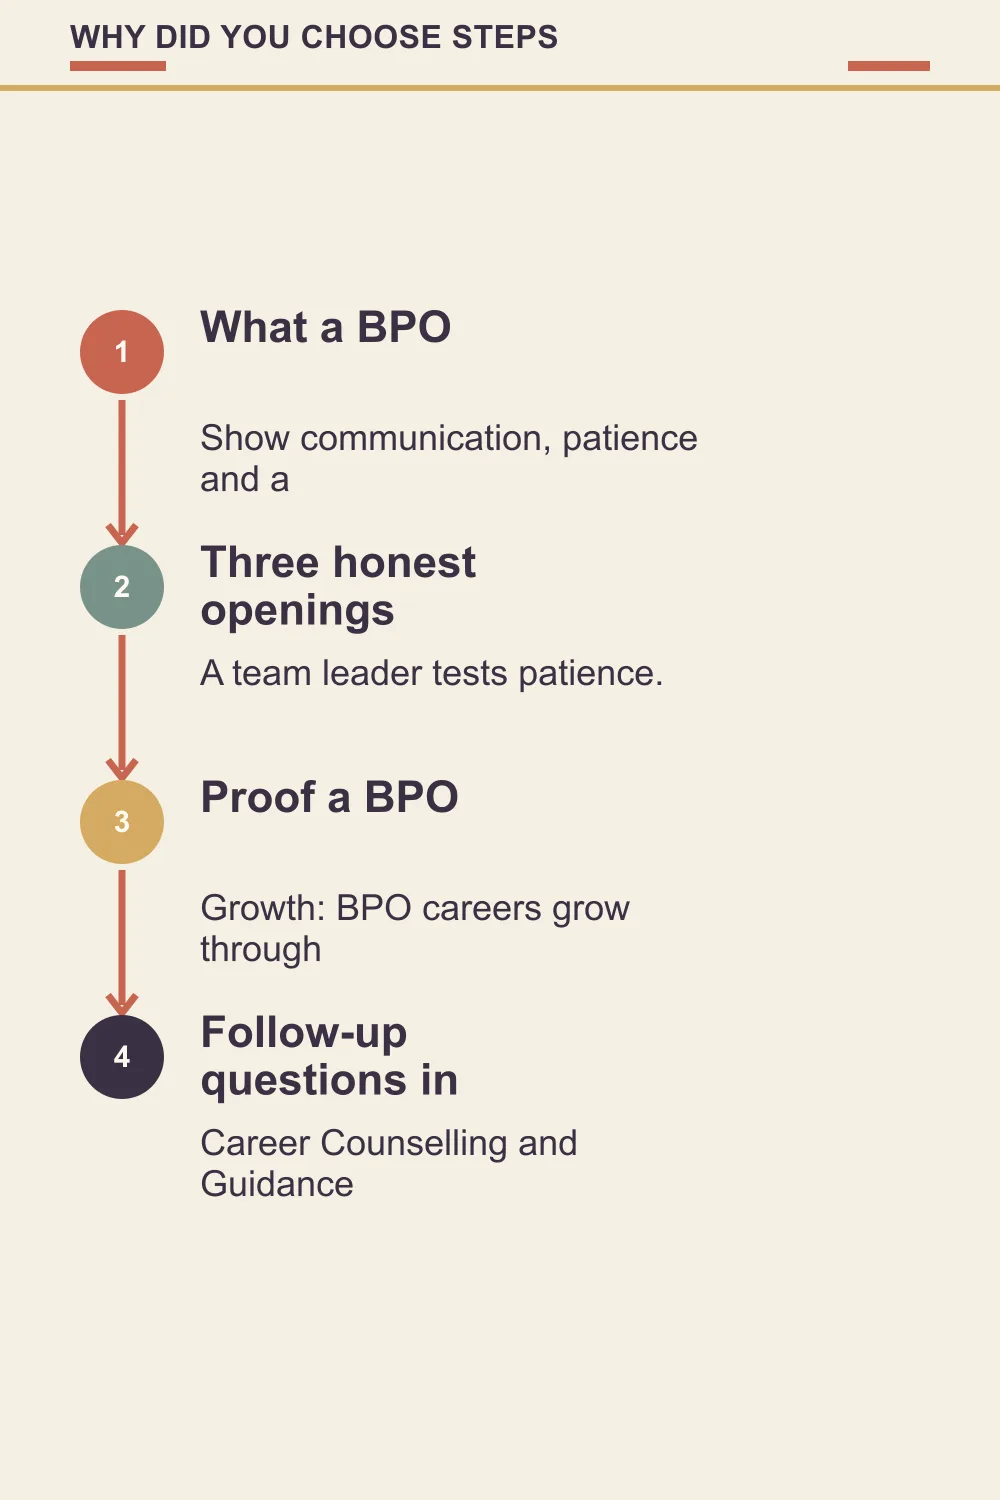 WHY DID YOU CHOOSE STEPS
1
What a BPO
Show communication, patience
and a
2
Three honest
openings
A team leader tests patience.
3
Proof a BPO
Growth: BPO careers grow
through
4
Follow-up
questions in
Career Counselling and
Guidance